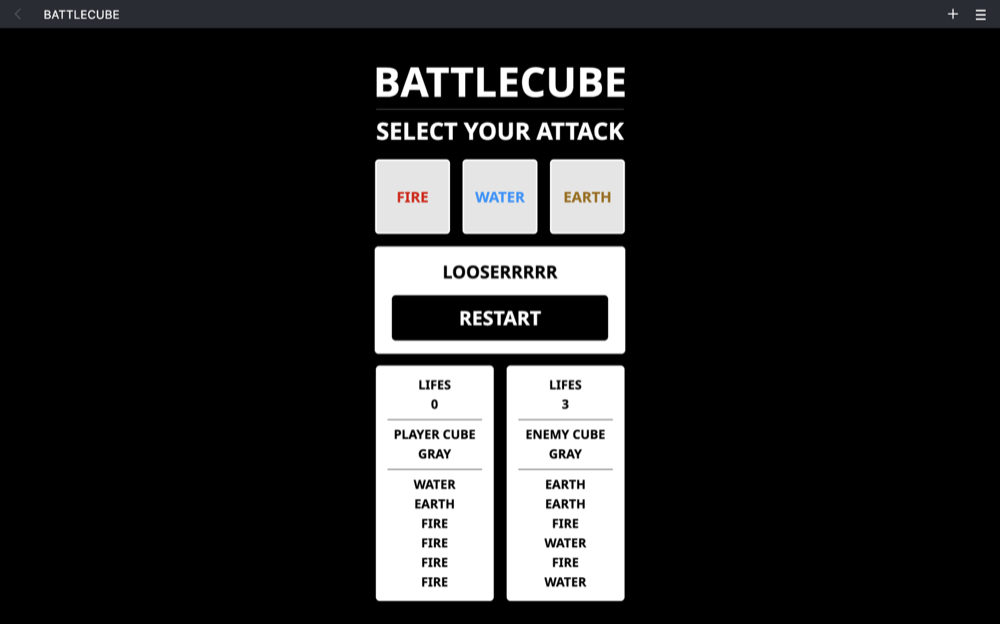 BATTLECUBE
BATTLECUBE
SELECT YOUR ATTACK
FIRE
WATER
EARTH
LOOSERRRRR
RESTART
LIFES
0
PLAYER CUBE
GRAY
WATER
EARTH
FIRE
FIRE
FIRE
FIRE
LIFES
3
ENEMY CUBE
GRAY
EARTH
EARTH
FIRE
WATER
FIRE
WATER